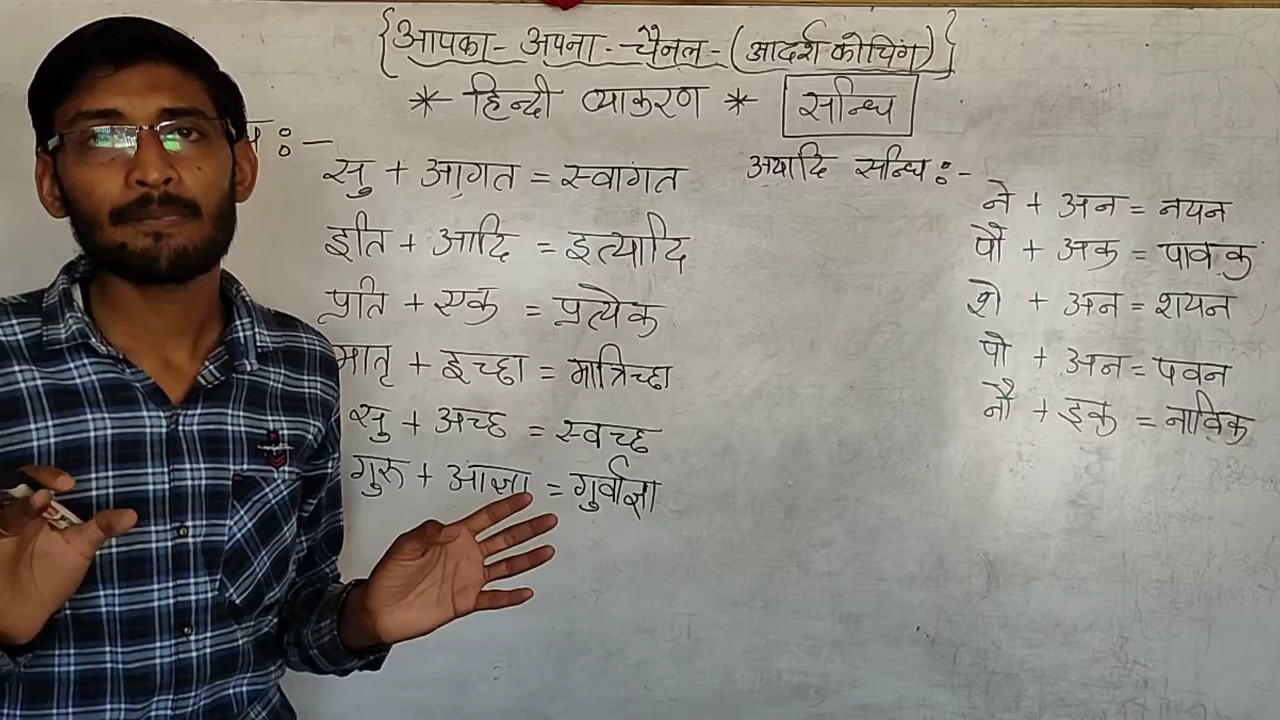 {आपका - अपना - चैनल - (आदर्श कोचिंग)}
* हिन्दी व्याकरण * सन्धि
:-
सु + आगत = स्वागत
इति + आदि = इत्यादि
प्रति + एक = प्रत्येक
मातृ + इच्छा = मात्रिच्छा
सु + अच्छ = स्वच्छ
गुरु + आज्ञा = गुर्वाज्ञा
अयादि सन्धि :-
ने + अन = नयन
पौ + अक = पावक
शे + अन = शयन
पो + अन = पवन
नौ + इक = नाविक